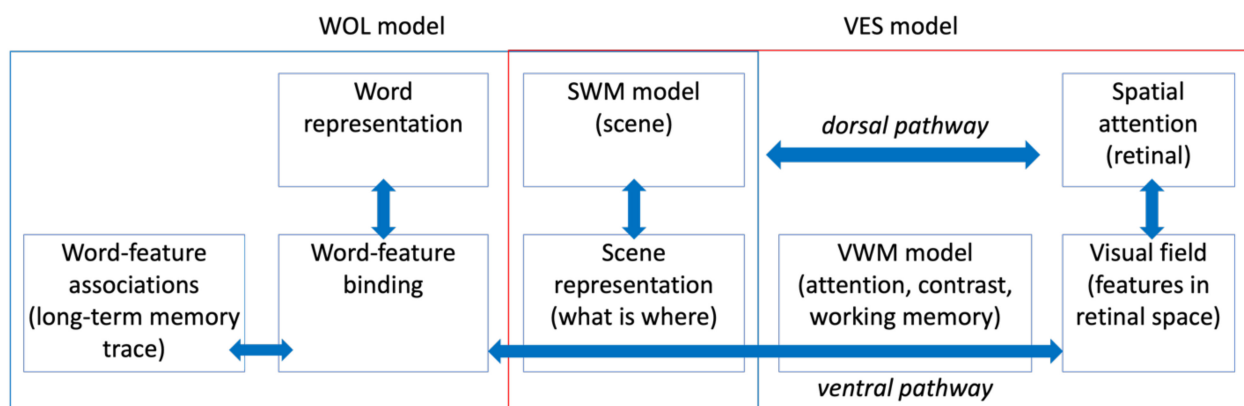 WOL model
VES model
Word
representation
SWM model
(scene)
dorsal pathway
Spatial
attention
(retinal)
Word-feature
associations
(long-term memory
trace)
Word-feature
binding
Scene
representation
(what is where)
VWM model
(attention, contrast,
working memory)
Visual field
(features in
retinal space)
ventral pathway